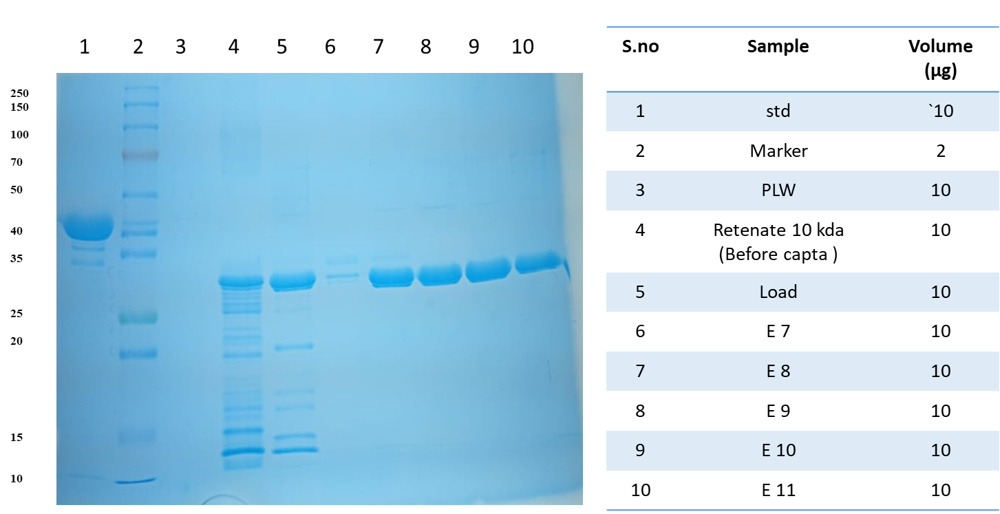 1 2 3 4 5 6 7 8 9 10
250
150
100
70
50
40
35
25
20
15
10
S.no Sample Volume
(µg)
1 std `10
2 Marker 2
3 PLW 10
4 Retenate 10 kda 10
(Before capta )
5 Load 10
6 E 7 10
7 E 8 10
8 E 9 10
9 E 10 10
10 E 11 10